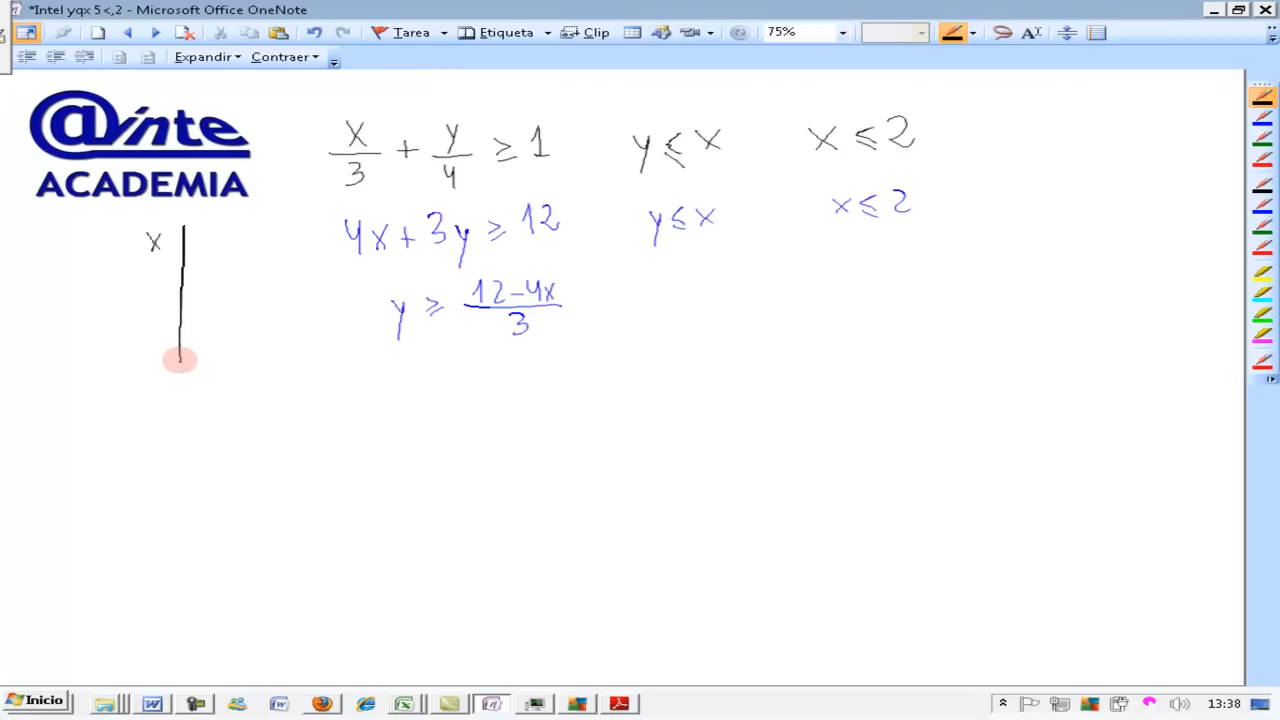 *Intel yqx 5<,2 - Microsoft Office OneNote
Tarea Etiqueta Clip 75%
Expandir Contraer
@inte
ACADEMIA
x/3 + y/4 ≥ 1 y ≤ x x ≤ 2
4x + 3y ≥ 12 y ≤ x x ≤ 2
x
y ≥ (12 - 4x)/3
Inicio 13:38